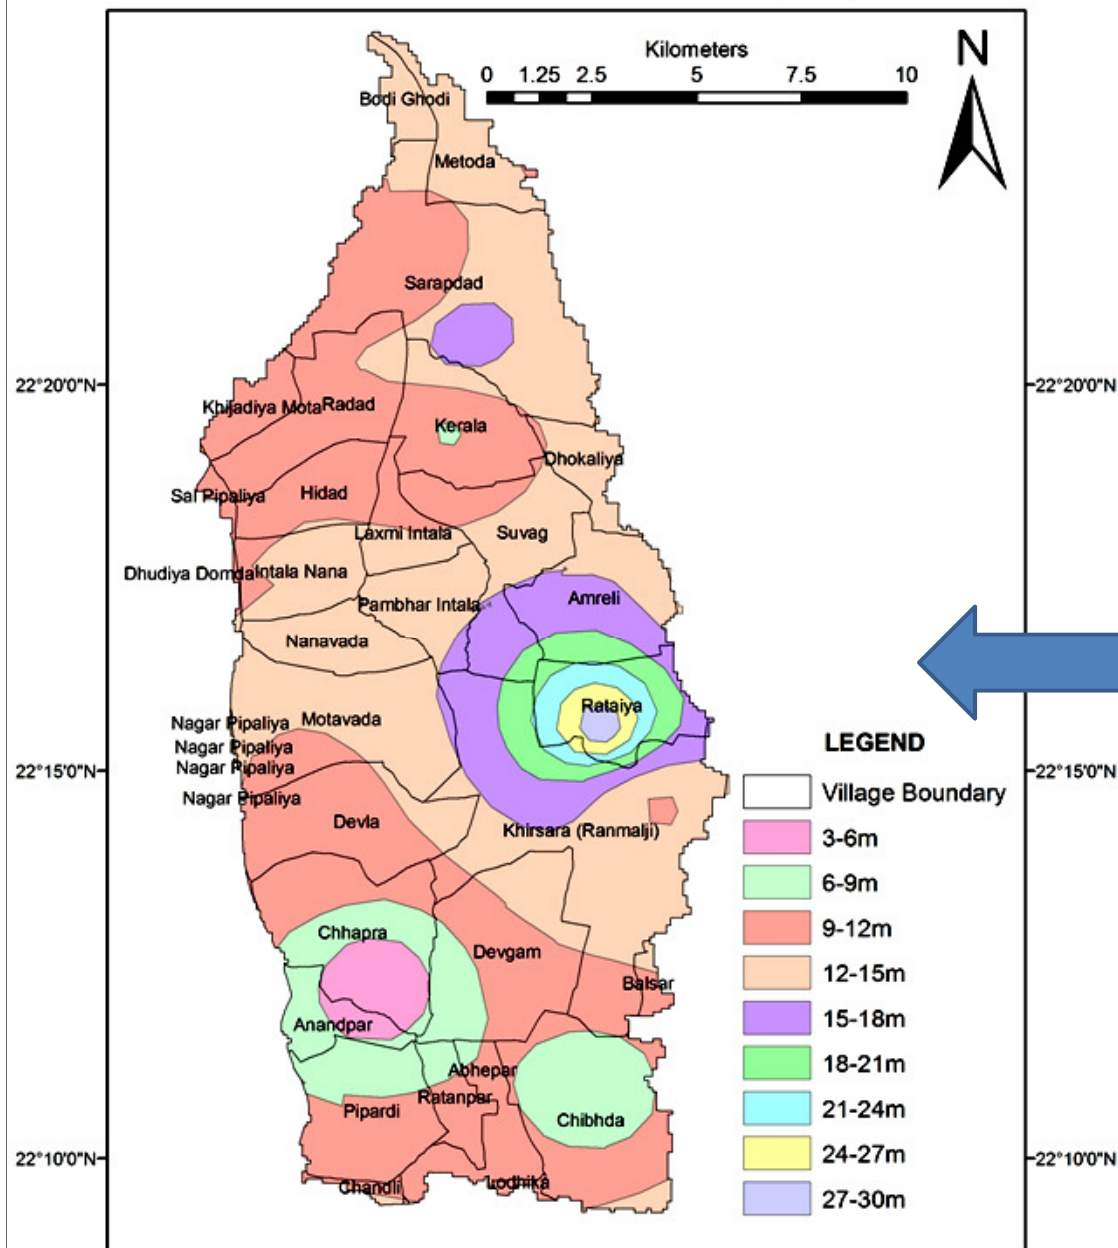 Kilometers
0 1.25 2.5 5 7.5 10
N
Bodi Ghodi
Metoda
Sarapdad
22°20'0"N
22°20'0"N
Khijadiya Mota
Radad
Kerala
Dhokaliya
Sal Pipaliya
Hidad
Laxmi Intala
Suvag
Dhudiya Domda
Intala Nana
Pambhar Intala
Amreli
Nanavada
Rataiya
Nagar Pipaliya
Motavada
Nagar Pipaliya
Nagar Pipaliya
22°15'0"N
22°15'0"N
Nagar Pipaliya
Devla
Khirsara (Ranmalji)
Chhapra
Devgam
Balsar
Anandpar
Abhepar
Ratanpar
Pipardi
Chibhda
22°10'0"N
22°10'0"N
Chandli
Lodhika
LEGEND
Village Boundary
3-6m
6-9m
9-12m
12-15m
15-18m
18-21m
21-24m
24-27m
27-30m